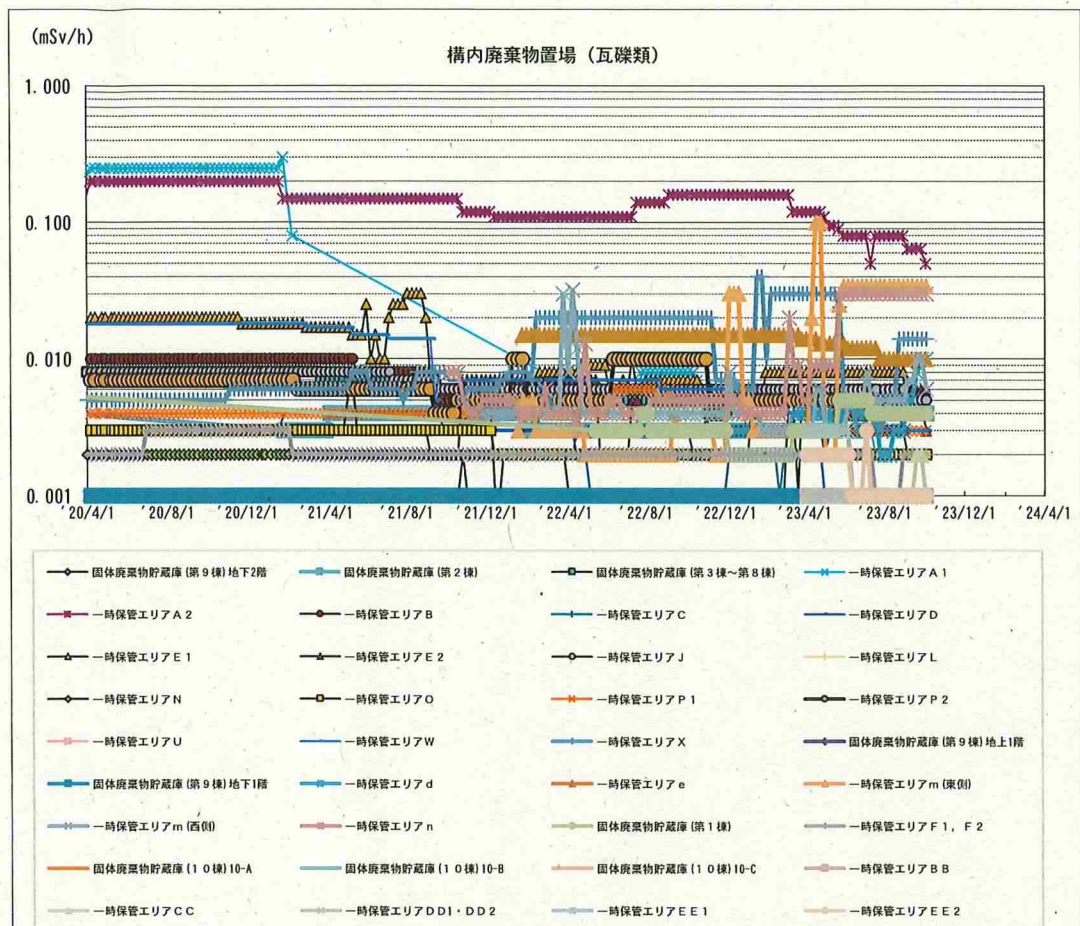 (mSv/h)
構内廃棄物置場（瓦礫類）
1.000
0.100
0.010
0.001
20/4/1 20/8/1 20/12/1 21/4/1 21/8/1 21/12/1 22/4/1 22/8/1 22/12/1 23/4/1 23/8/1 23/12/1 24/4/1
固体廃棄物貯蔵庫(第９棟)地下2階 固体廃棄物貯蔵庫(第２棟) 固体廃棄物貯蔵庫(第３棟～第８棟) 一時保管エリアＡ１
一時保管エリアＡ２ 一時保管エリアＢ 一時保管エリアＣ 一時保管エリアＤ
一時保管エリアＥ１ 一時保管エリアＥ２ 一時保管エリアＪ 一時保管エリアＬ
一時保管エリアＮ 一時保管エリアＯ 一時保管エリアＰ１ 一時保管エリアＰ２
一時保管エリアＵ 一時保管エリアＷ 一時保管エリアＸ 固体廃棄物貯蔵庫(第９棟)地上1階
固体廃棄物貯蔵庫(第９棟)地下1階 一時保管エリアｄ 一時保管エリアｅ 一時保管エリアｍ(東側)
一時保管エリアｍ(西側) 一時保管エリアｎ 固体廃棄物貯蔵庫(第１棟) 一時保管エリアＦ１，Ｆ２
固体廃棄物貯蔵庫(１０棟)10-A 固体廃棄物貯蔵庫(１０棟)10-B 固体廃棄物貯蔵庫(１０棟)10-C 一時保管エリアＢＢ
一時保管エリアＣＣ 一時保管エリアＤＤ１・ＤＤ２ 一時保管エリアＥＥ１ 一時保管エリアＥＥ２